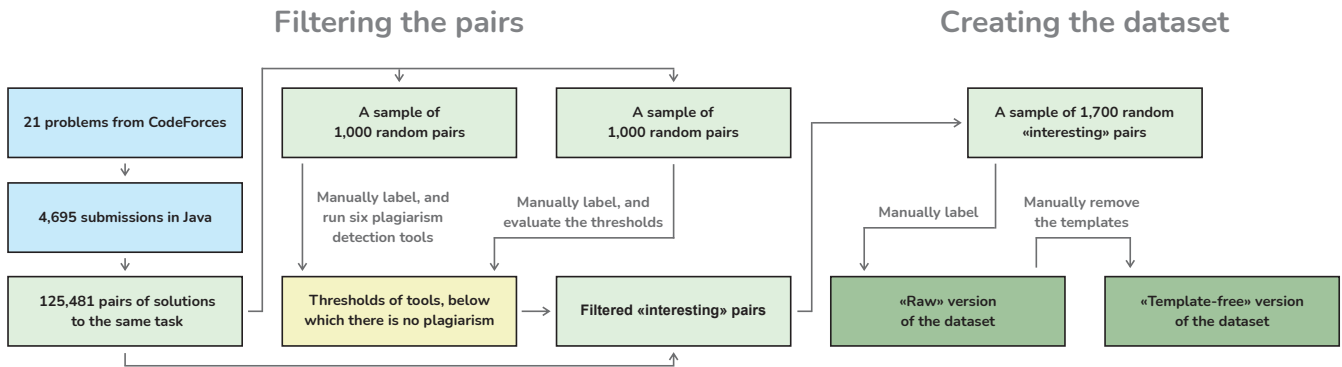 Filtering the pairs
Creating the dataset
21 problems from CodeForces
4,695 submissions in Java
125,481 pairs of solutions
to the same task
A sample of
1,000 random pairs
A sample of
1,000 random pairs
Manually label, and
run six plagiarism
detection tools
Manually label, and
evaluate the thresholds
Thresholds of tools, below
which there is no plagiarism
Filtered «interesting» pairs
A sample of 1,700 random
«interesting» pairs
Manually label
Manually remove
the templates
«Raw» version
of the dataset
«Template-free» version
of the dataset